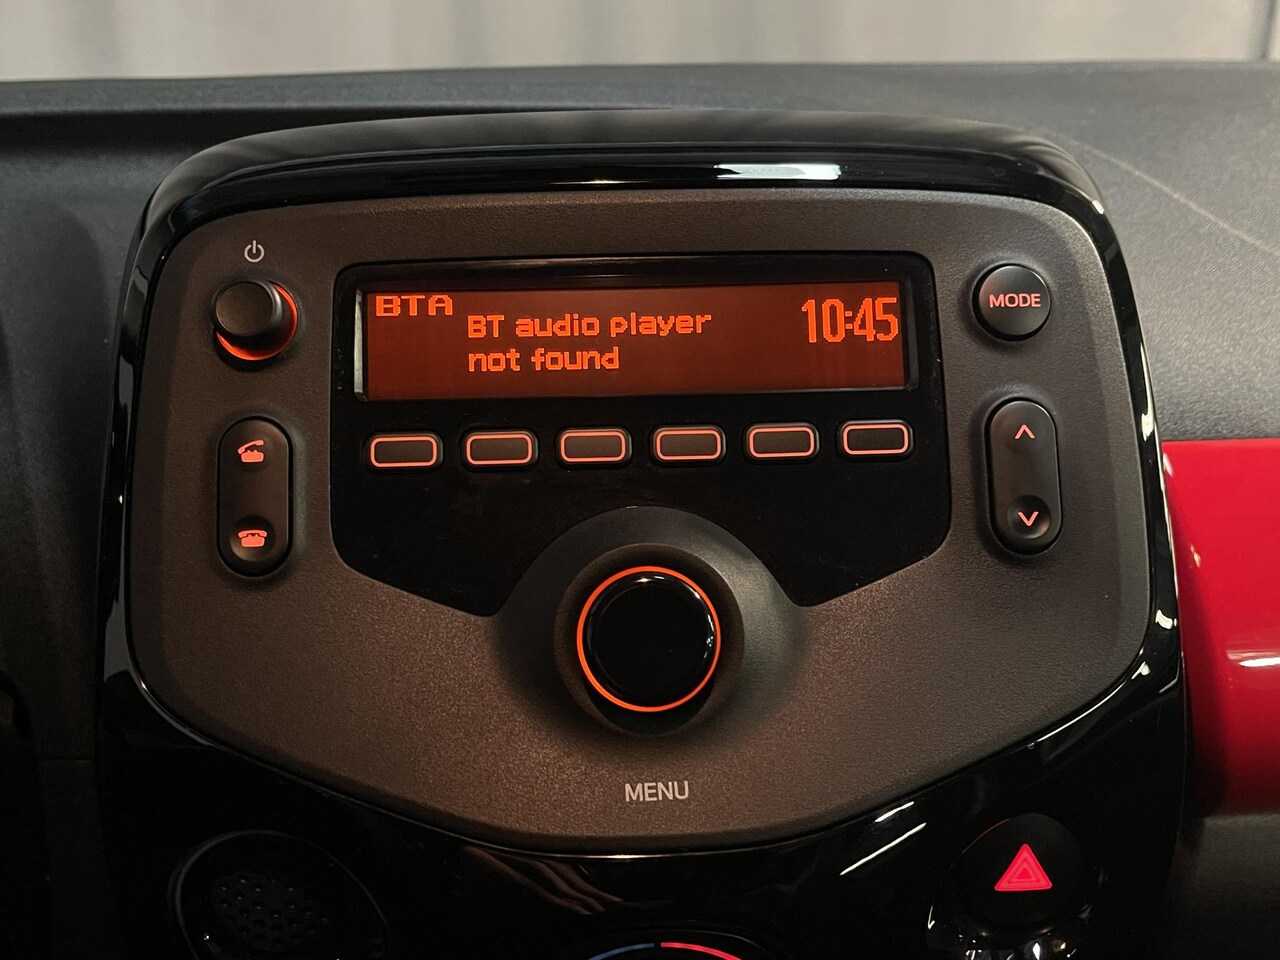 BTA
BT audio player
not found
10:45
MODE
MENU